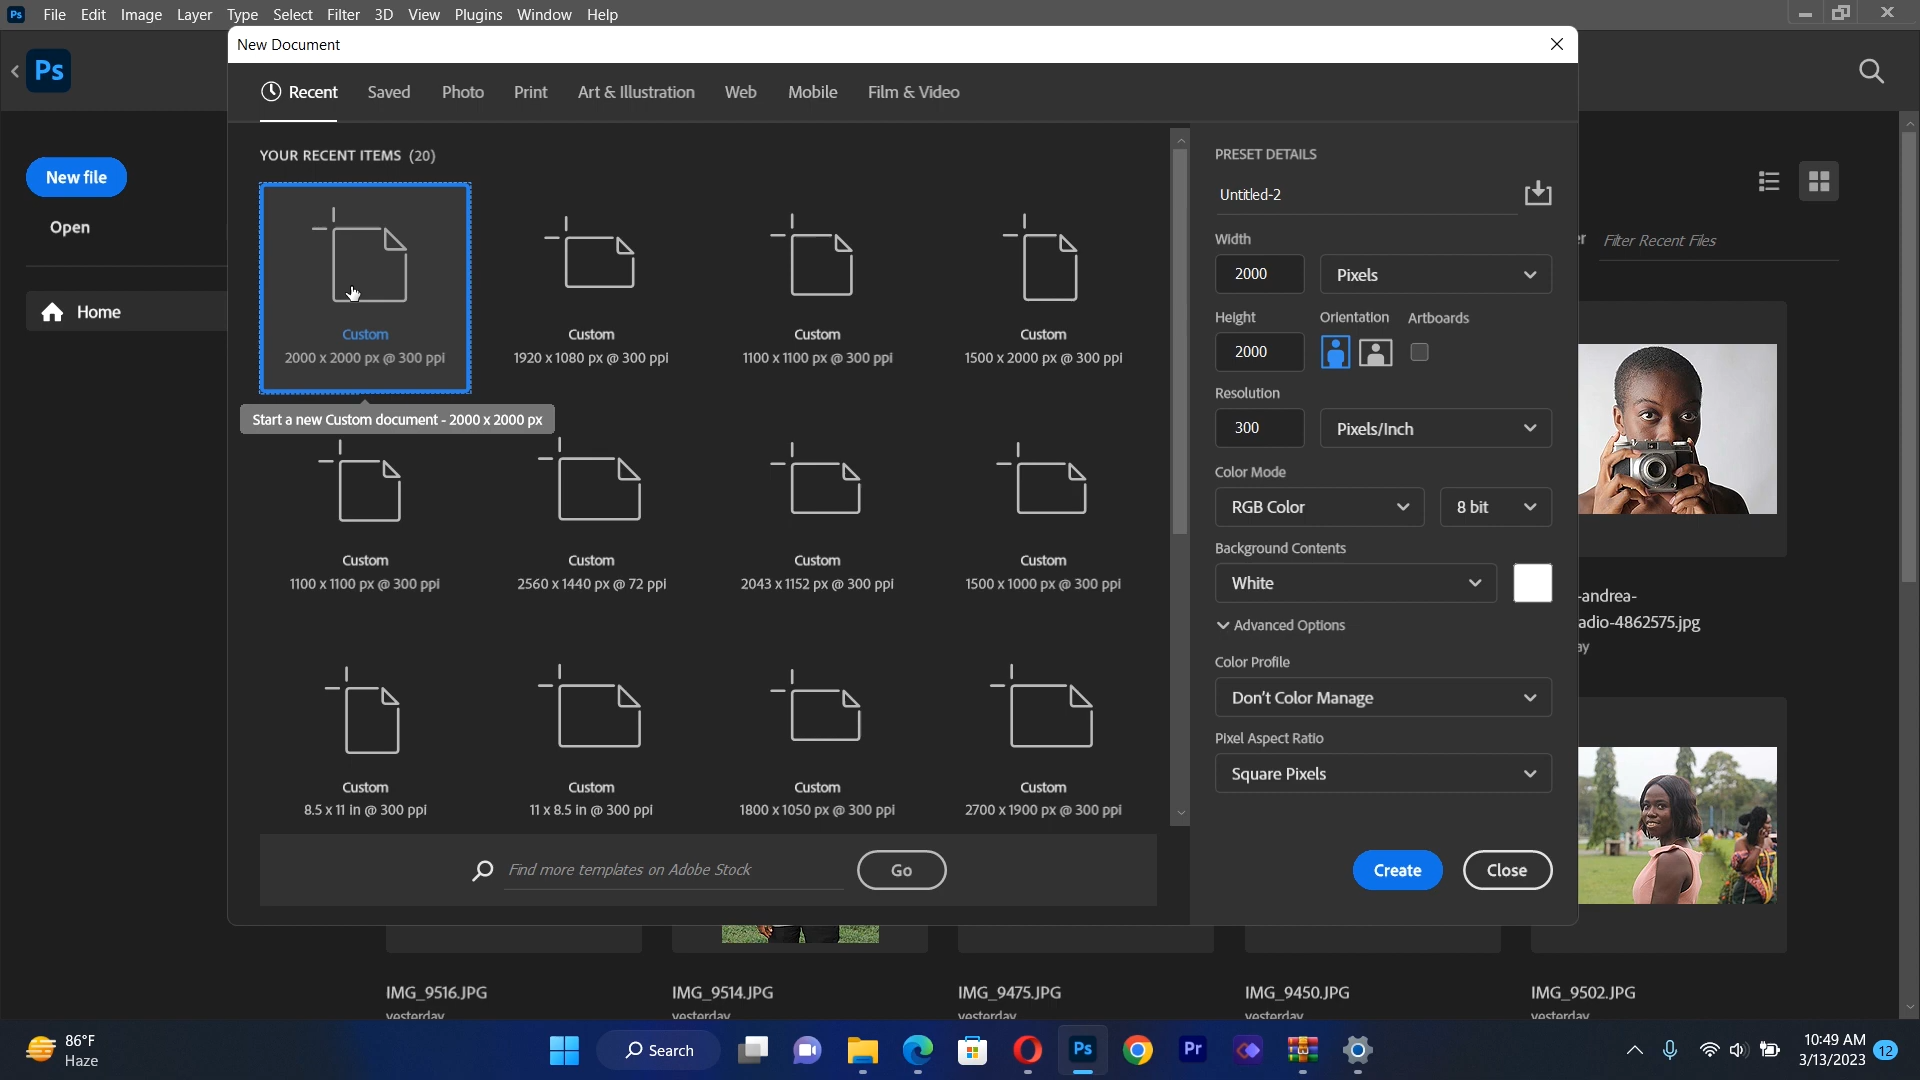 Ps File Edit Image Layer Type Select Filter 3D View Plugins Window Help
New Document
Ps
Recent Saved Photo Print Art & Illustration Web Mobile Film & Video
New file
Open
Home
YOUR RECENT ITEMS (20)
Custom
2000 x 2000 px @ 300 ppi
Custom
1920 x 1080 px @ 300 ppi
Custom
1100 x 1100 px @ 300 ppi
Custom
1500 x 2000 px @ 300 ppi
Start a new Custom document - 2000 x 2000 px
Custom
1100 x 1100 px @ 300 ppi
Custom
2560 x 1440 px @ 72 ppi
Custom
2043 x 1152 px @ 300 ppi
Custom
1500 x 1000 px @ 300 ppi
Custom
8.5 x 11 in @ 300 ppi
Custom
11 x 8.5 in @ 300 ppi
Custom
1800 x 1050 px @ 300 ppi
Custom
2700 x 1900 px @ 300 ppi
Find more templates on Adobe Stock Go
PRESET DETAILS
Untitled-2
Width
2000 Pixels
Height Orientation Artboards
2000
Resolution
300 Pixels/Inch
Color Mode
RGB Color 8 bit
Background Contents
White
Advanced Options
Color Profile
Don't Color Manage
Pixel Aspect Ratio
Square Pixels
Create Close
er Filter Recent Files
-andrea-
adio-4862575.jpg
ay
IMG_9516.JPG
yesterday
IMG_9514.JPG
yesterday
IMG_9475.JPG
yesterday
IMG_9450.JPG
yesterday
IMG_9502.JPG
yesterday
86°F
Haze
Search
Ps
Pr
10:49 AM
3/13/2023
12